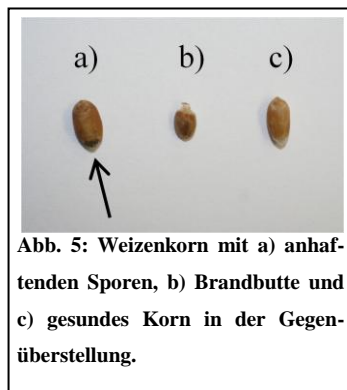 a) b) c)
Abb. 5: Weizenkorn mit a) anhaf-
tenden Sporen, b) Brandbutte und
c) gesundes Korn in der Gegen-
überstellung.